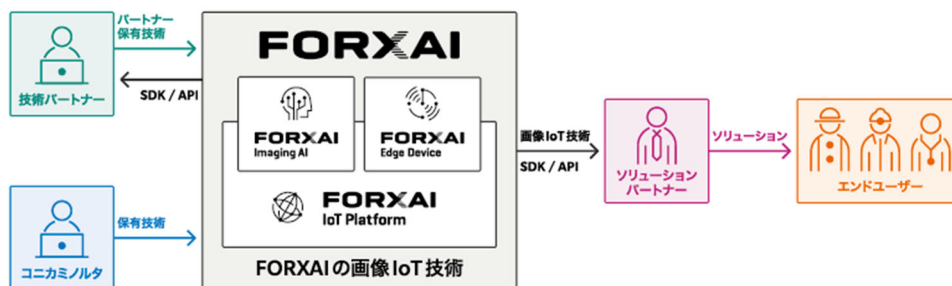 パートナー
保有技術
技術パートナー
SDK / API
コニカミノルタ
保有技術
FORXAI
FORXAI
Imaging AI
FORXAI
Edge Device
FORXAI
IoT Platform
FORXAIの画像IoT技術
画像IoT技術
SDK / API
ソリューション
パートナー
ソリューション
エンドユーザー